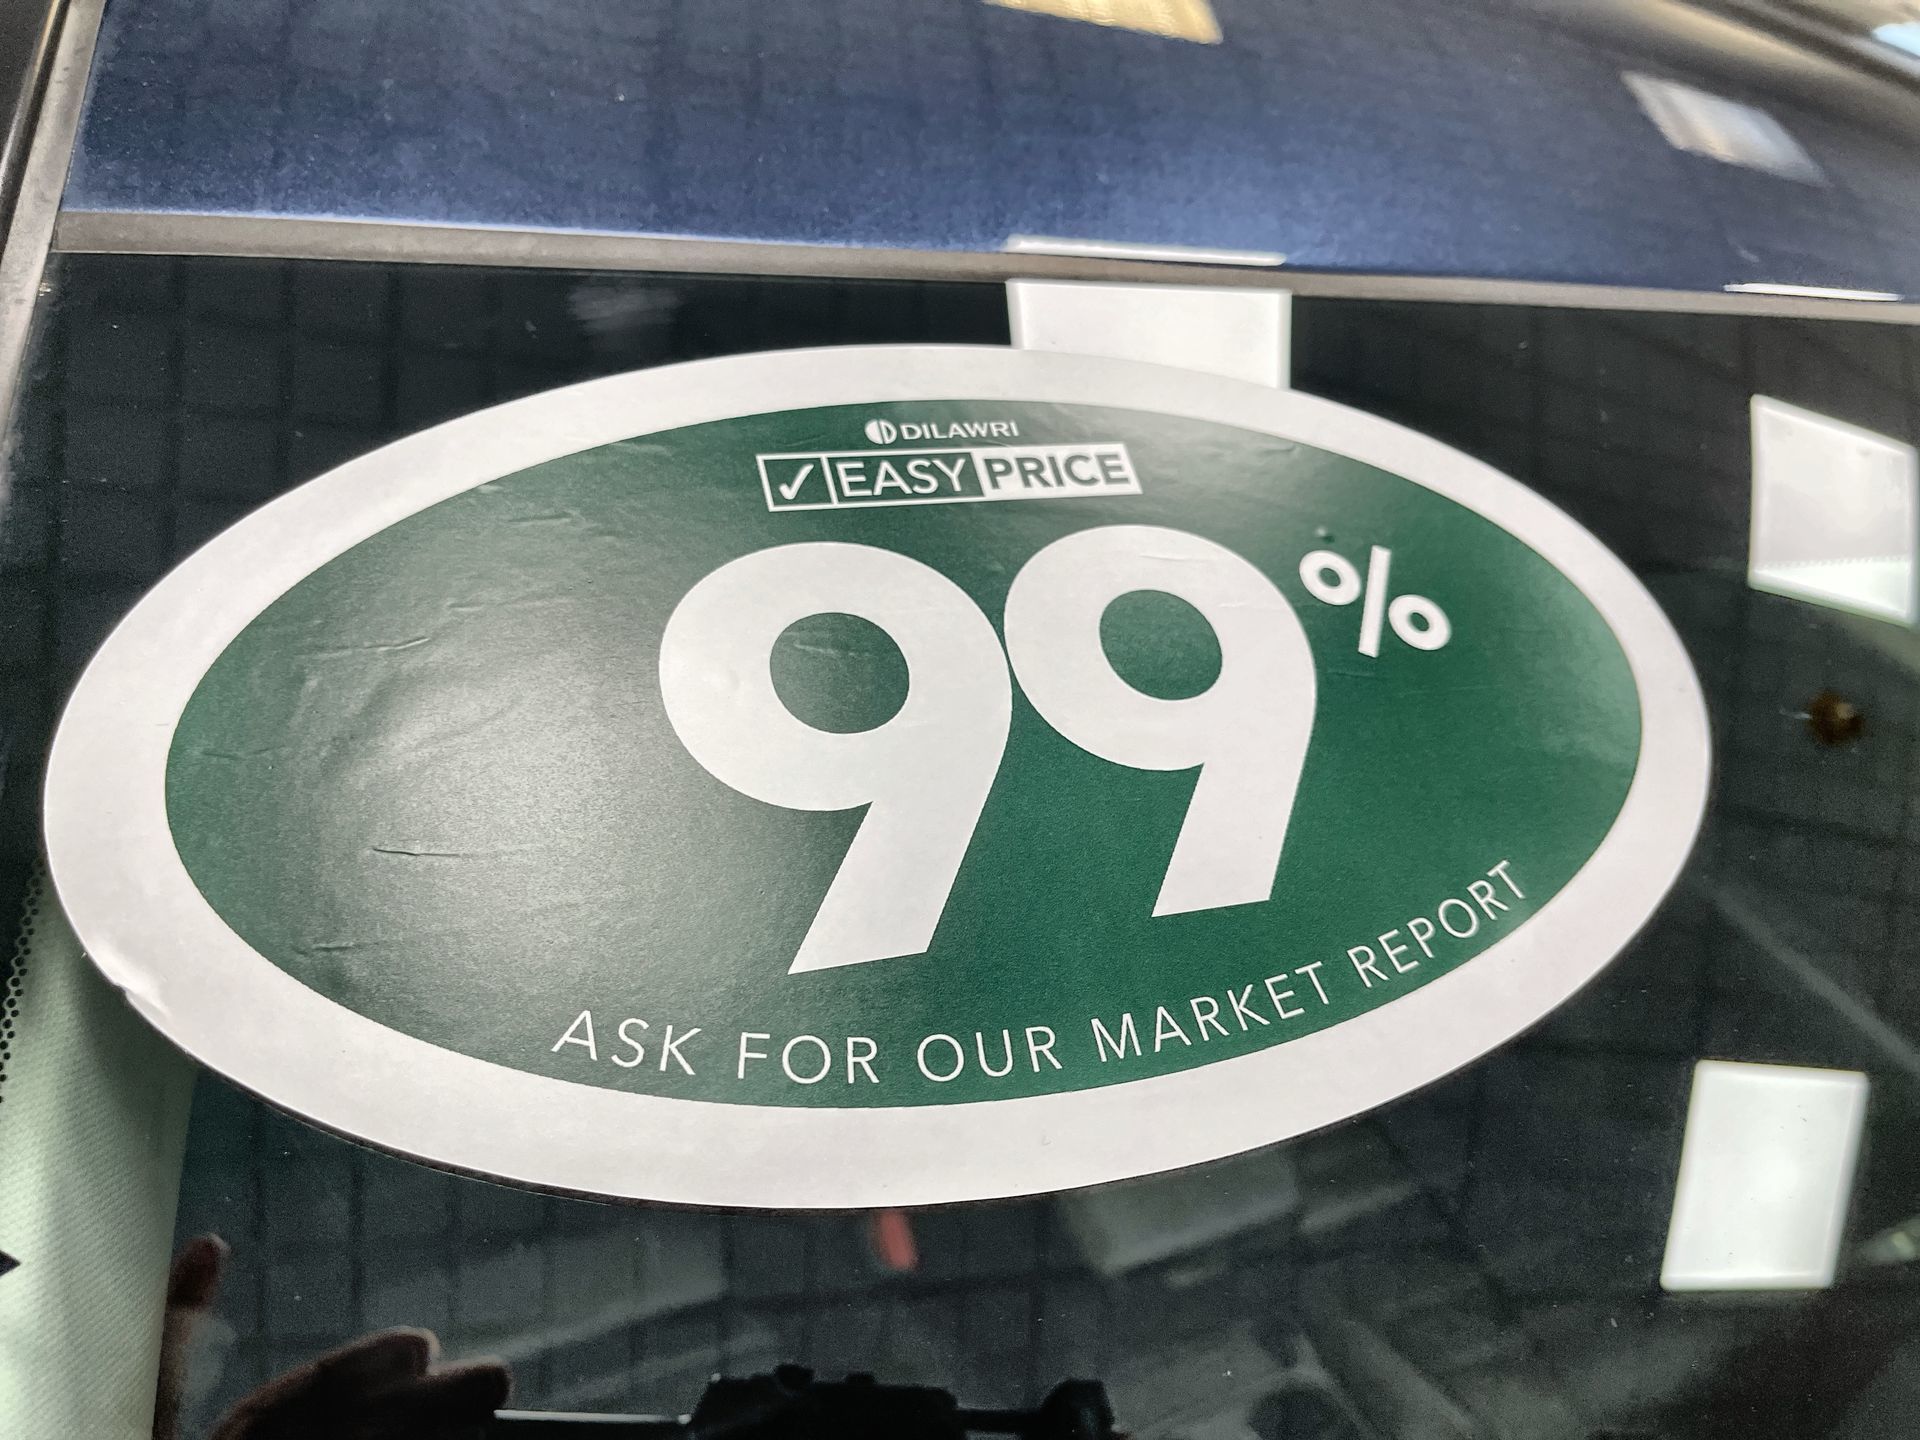 DILAWRI
✓ EASY PRICE
99%
ASK FOR OUR MARKET REPORT